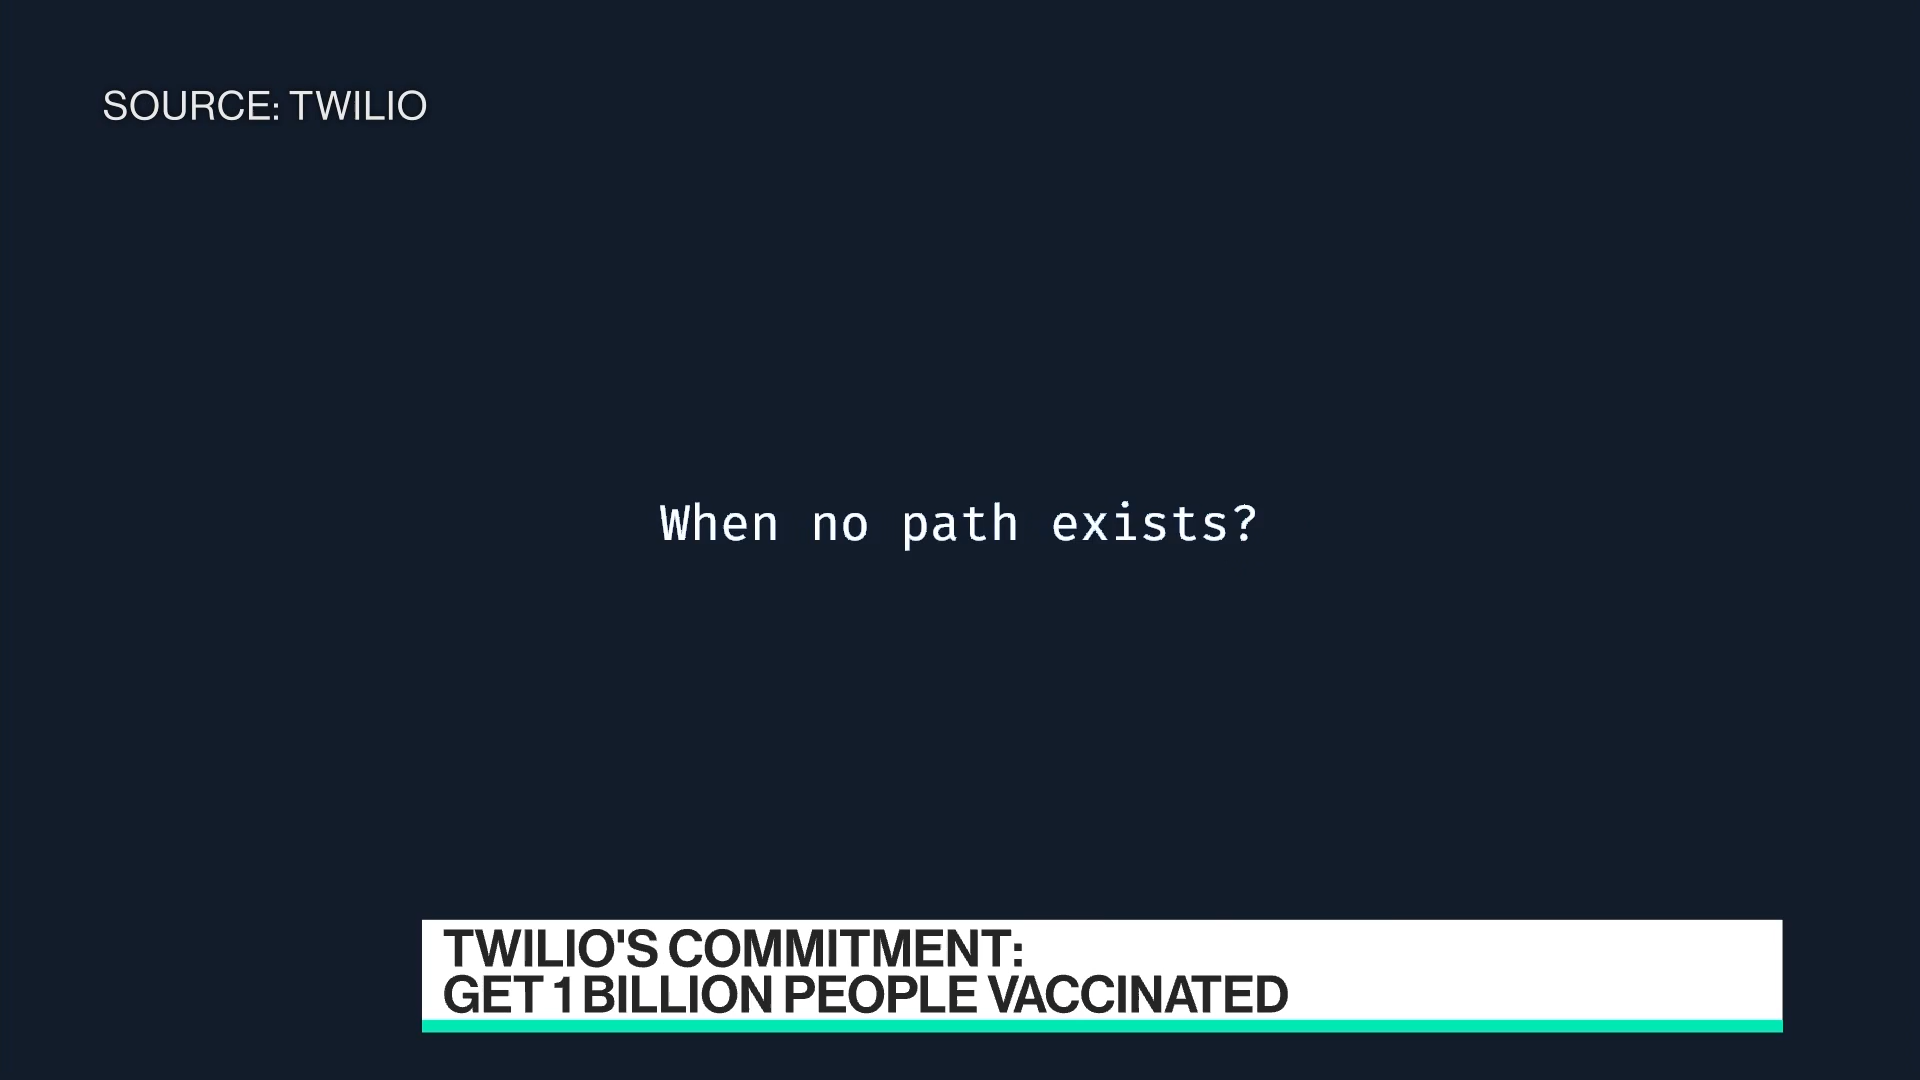 SOURCE: TWILIO
When no path exists?
TWILIO'S COMMITMENT:
GET 1 BILLION PEOPLE VACCINATED